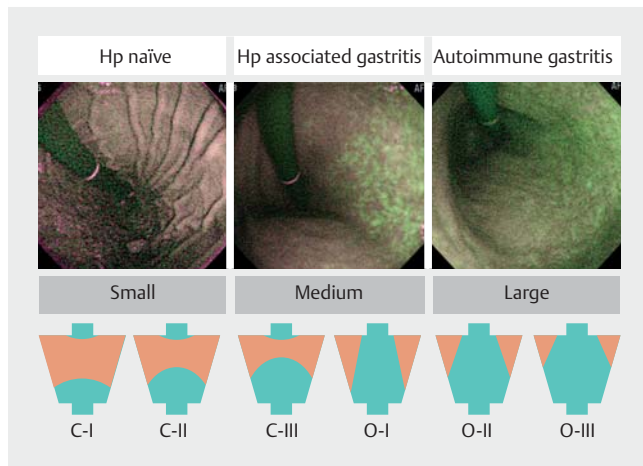 Hp naïve Hp associated gastritis Autoimmune gastritis
Small Medium Large
C-I C-II C-III O-I O-II O-III